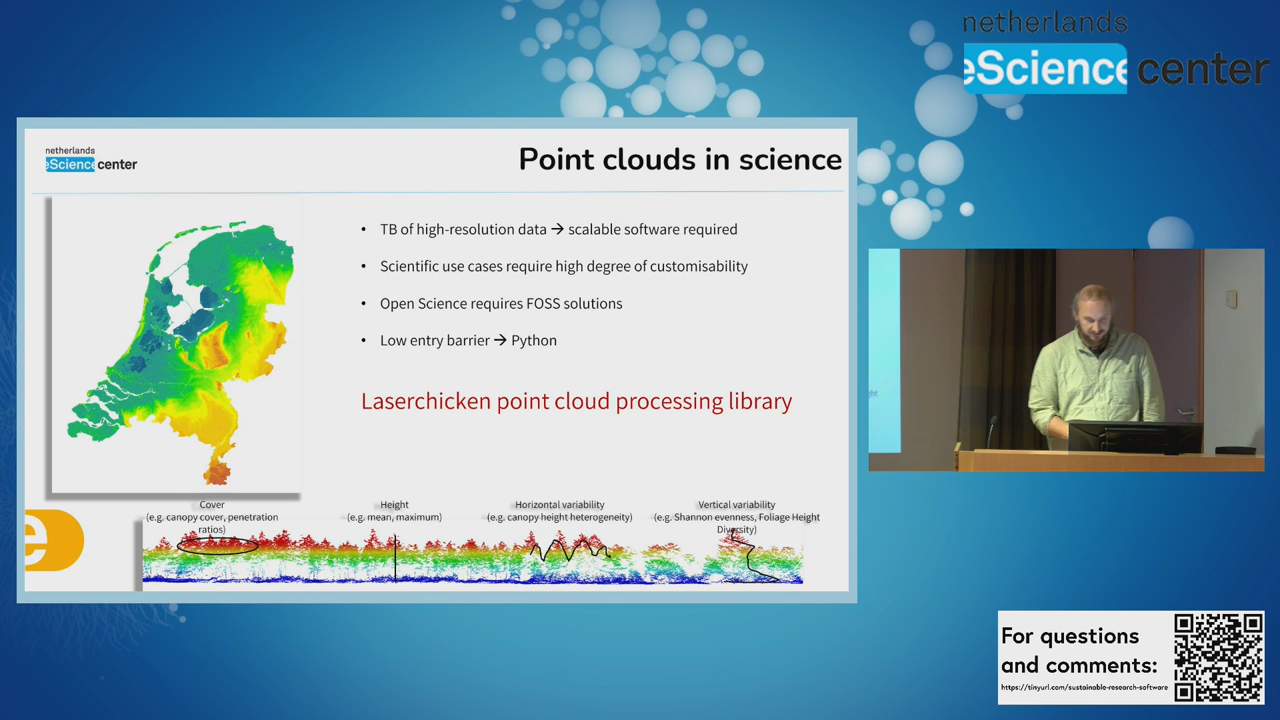 netherlands
eScience center
netherlands
eScience center
Point clouds in science
• TB of high-resolution data → scalable software required
• Scientific use cases require high degree of customisability
• Open Science requires FOSS solutions
• Low entry barrier → Python
Laserchicken point cloud processing library
Cover
(e.g. canopy cover, penetration
ratios)
Height
(e.g. mean, maximum)
Horizontal variability
(e.g. canopy height heterogeneity)
Vertical variability
(e.g. Shannon evenness, Foliage Height
Diversity)
e
For questions
and comments:
https://tinyurl.com/sustainable-research-software